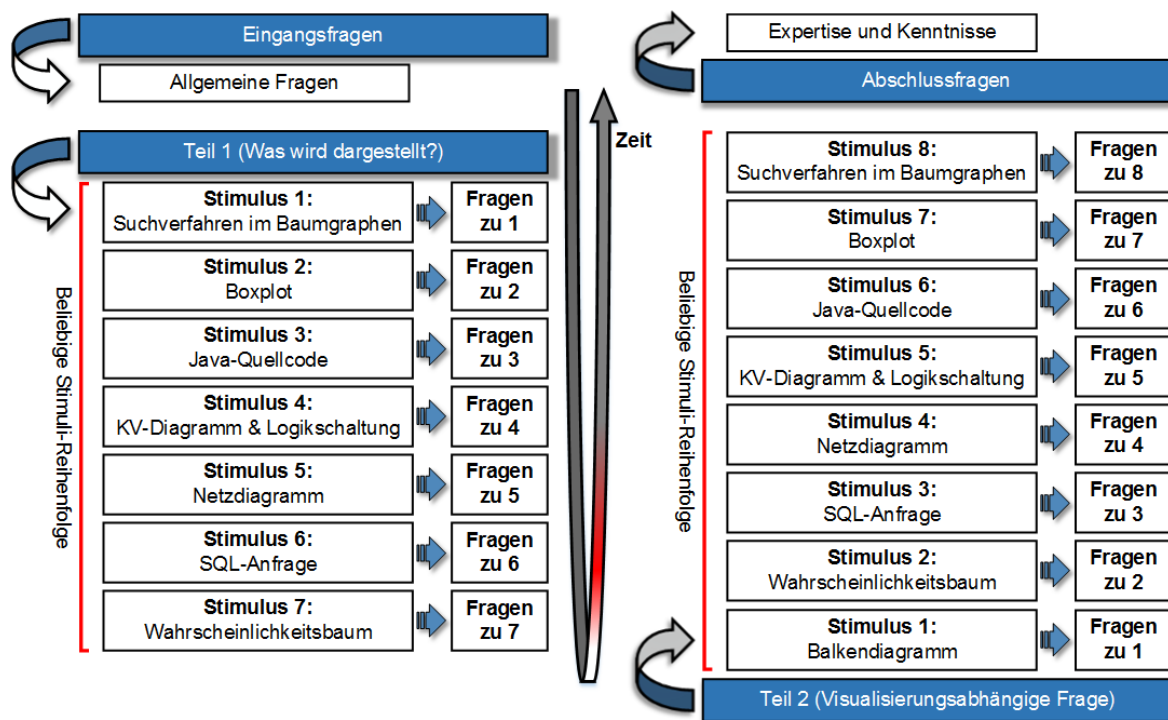 Eingangsfragen
Allgemeine Fragen
Teil 1 (Was wird dargestellt?)
Beliebige Stimuli-Reihenfolge
Stimulus 1:
Suchverfahren im Baumgraphen
Fragen
zu 1
Stimulus 2:
Boxplot
Fragen
zu 2
Stimulus 3:
Java-Quellcode
Fragen
zu 3
Stimulus 4:
KV-Diagramm & Logikschaltung
Fragen
zu 4
Stimulus 5:
Netzdiagramm
Fragen
zu 5
Stimulus 6:
SQL-Anfrage
Fragen
zu 6
Stimulus 7:
Wahrscheinlichkeitsbaum
Fragen
zu 7
Zeit
Expertise und Kenntnisse
Abschlussfragen
Beliebige Stimuli-Reihenfolge
Stimulus 8:
Suchverfahren im Baumgraphen
Fragen
zu 8
Stimulus 7:
Boxplot
Fragen
zu 7
Stimulus 6:
Java-Quellcode
Fragen
zu 6
Stimulus 5:
KV-Diagramm & Logikschaltung
Fragen
zu 5
Stimulus 4:
Netzdiagramm
Fragen
zu 4
Stimulus 3:
SQL-Anfrage
Fragen
zu 3
Stimulus 2:
Wahrscheinlichkeitsbaum
Fragen
zu 2
Stimulus 1:
Balkendiagramm
Fragen
zu 1
Teil 2 (Visualisierungsabhängige Frage)